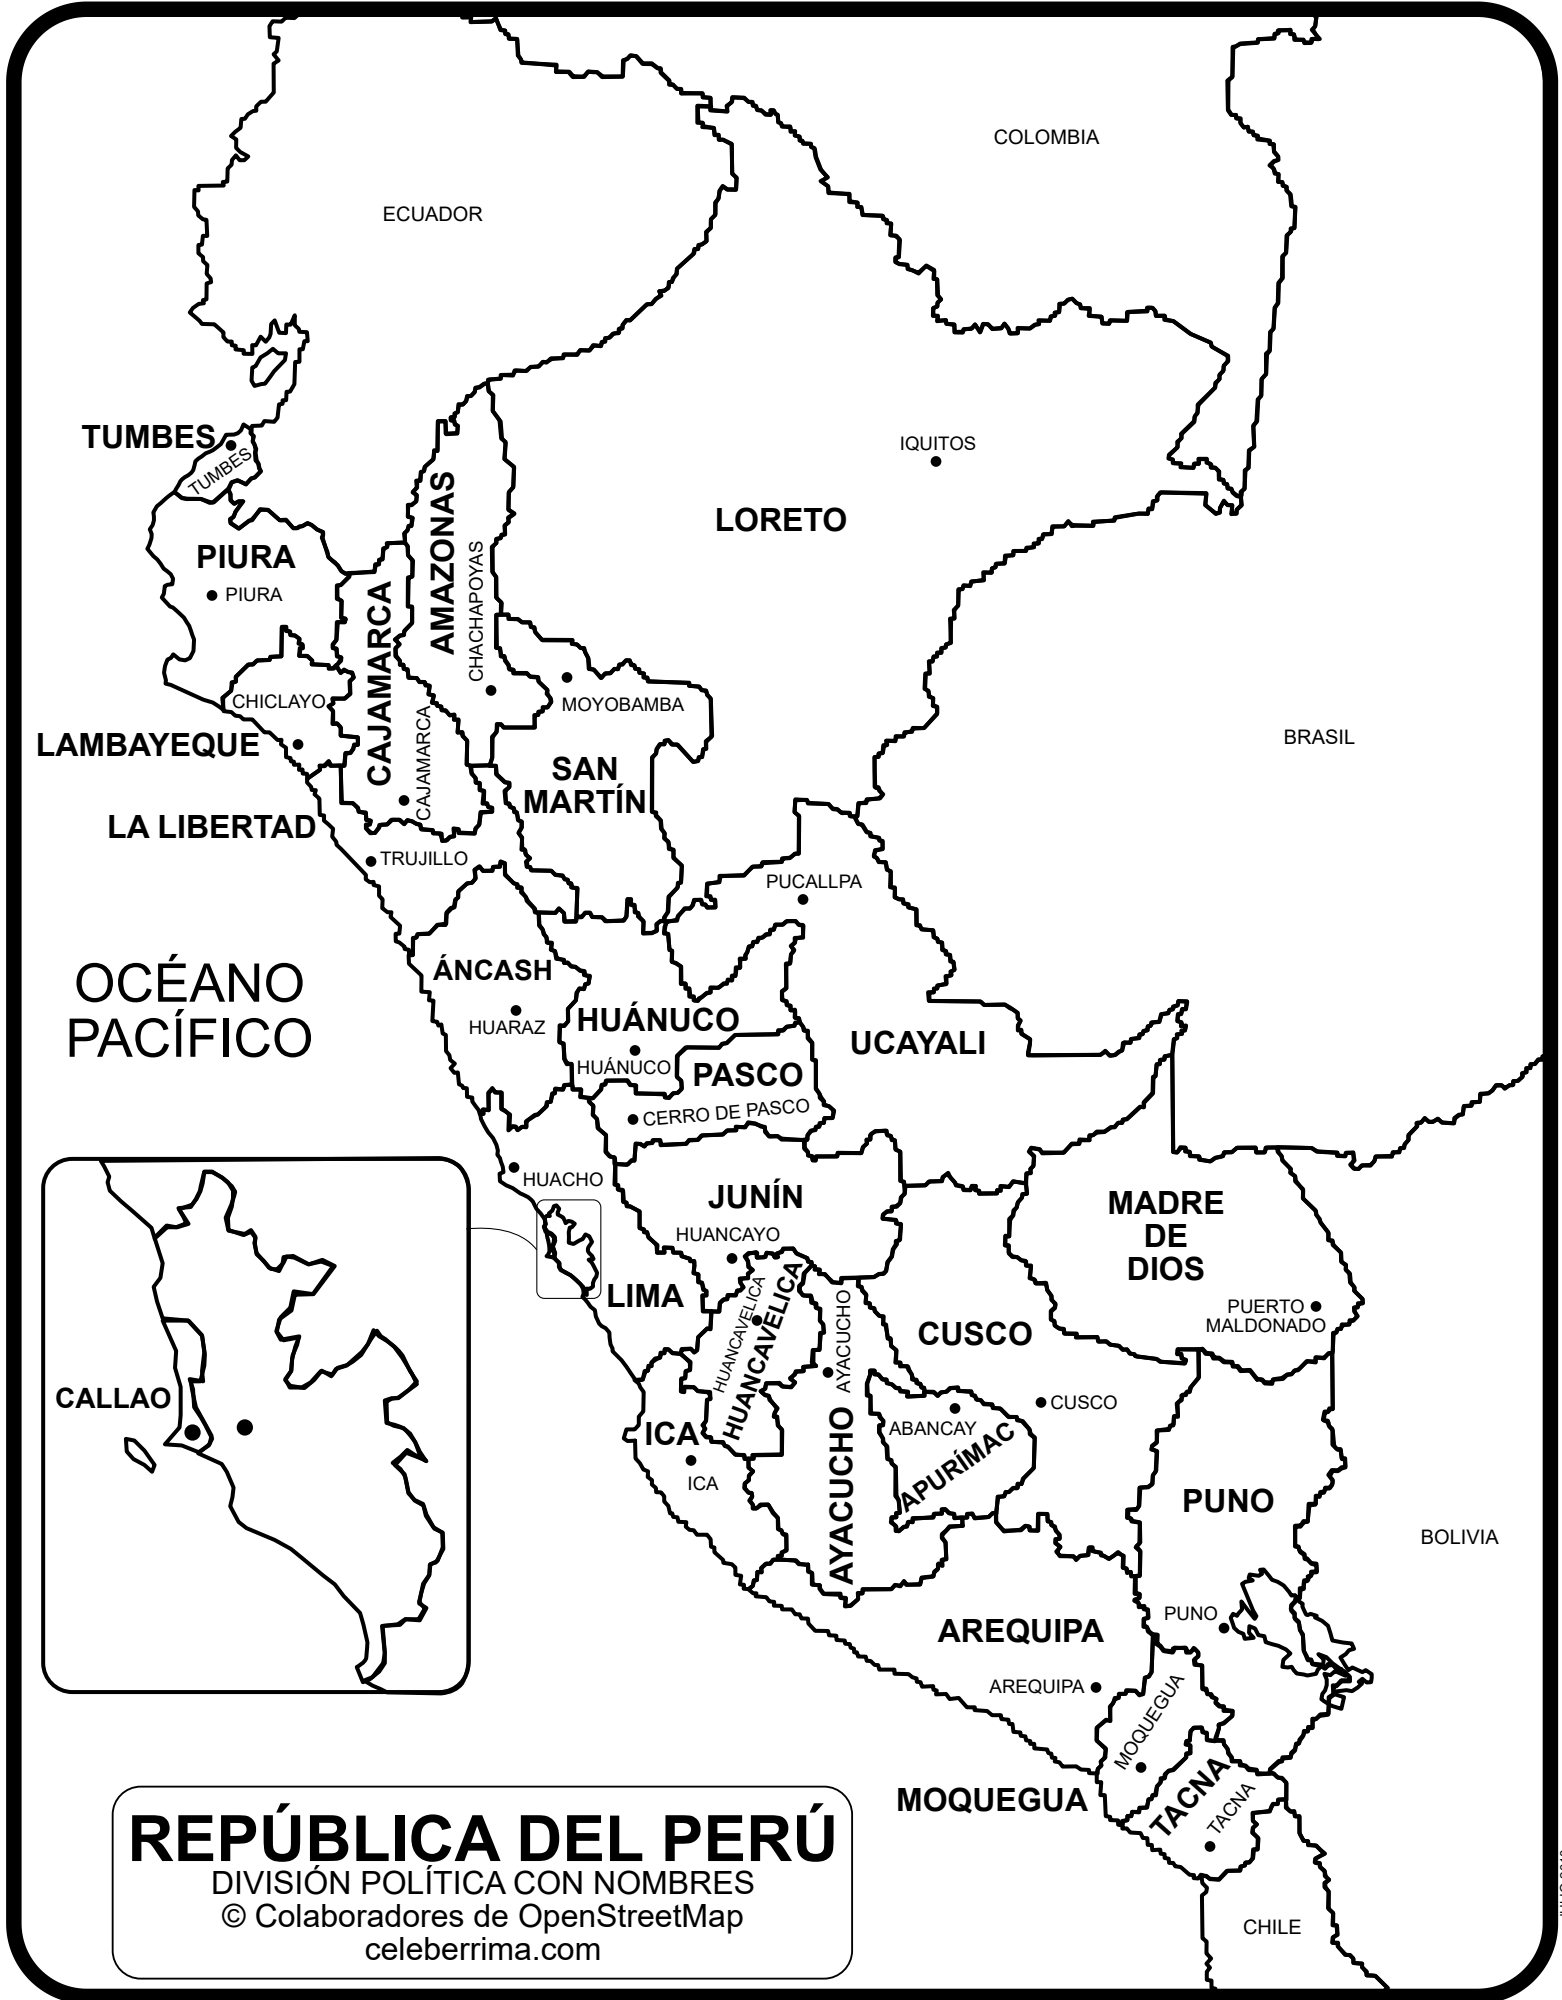 COLOMBIA
ECUADOR
TUMBES
TUMBES
IQUITOS
LORETO
AMAZONAS
CHACHAPOYAS
PIURA
PIURA
CAJAMARCA
CAJAMARCA
CHICLAYO
LAMBAYEQUE
MOYOBAMBA
SAN
MARTÍN
BRASIL
LA LIBERTAD
TRUJILLO
PUCALLPA
OCÉANO
PACÍFICO
ÁNCASH
HUARAZ
HUÁNUCO
HUÁNUCO
UCAYALI
PASCO
CERRO DE PASCO
HUACHO
JUNÍN
HUANCAYO
MADRE
DE
DIOS
PUERTO
MALDONADO
LIMA
HUANCAVELICA
HUANCAVELICA
AYACUCHO
AYACUCHO
CUSCO
CUSCO
CALLAO
ICA
ICA
ABANCAY
APURÍMAC
PUNO
PUNO
BOLIVIA
AREQUIPA
AREQUIPA
MOQUEGUA
MOQUEGUA
TACNA
TACNA
CHILE
REPÚBLICA DEL PERÚ
DIVISIÓN POLÍTICA CON NOMBRES
© Colaboradores de OpenStreetMap
celeberrima.com